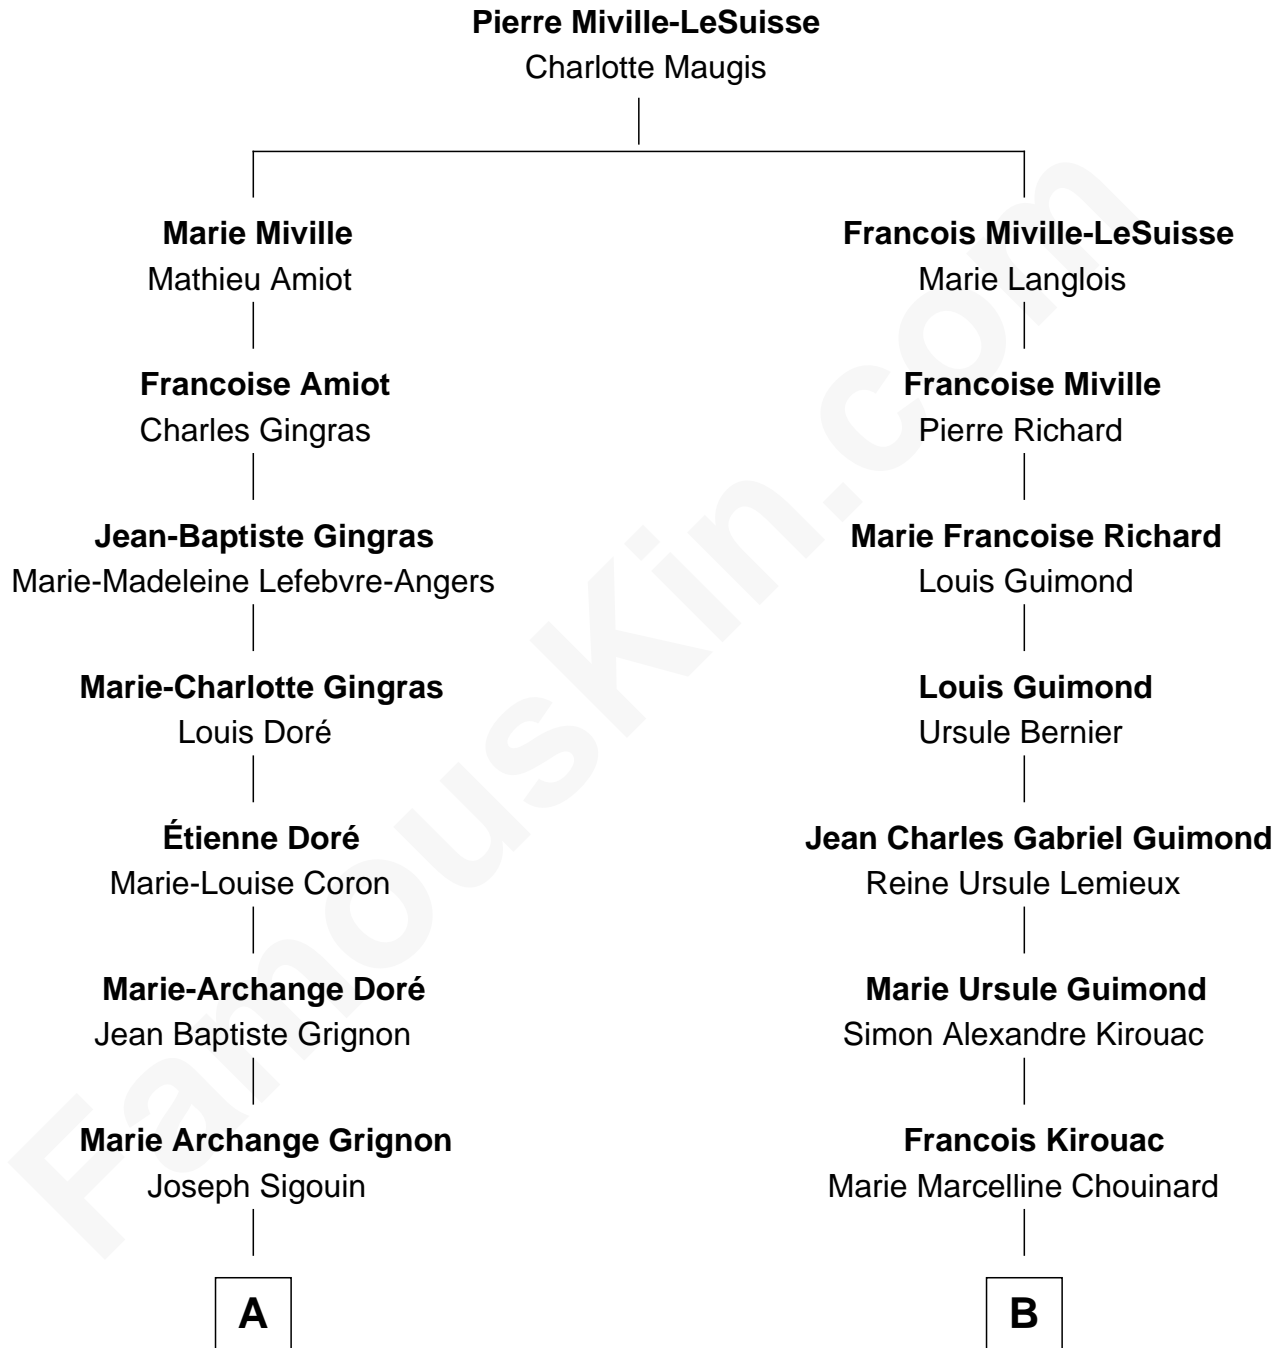 Pierre Miville-LeSuisse
Charlotte Maugis
Marie Miville
Mathieu Amiot
Francois Miville-LeSuisse
Marie Langlois
Francoise Amiot
Charles Gingras
Francoise Miville
Pierre Richard
Jean-Baptiste Gingras
Marie-Madeleine Lefebvre-Angers
Marie Francoise Richard
Louis Guimond
Marie-Charlotte Gingras
Louis Doré
Louis Guimond
Ursule Bernier
Étienne Doré
Marie-Louise Coron
Jean Charles Gabriel Guimond
Reine Ursule Lemieux
Marie-Archange Doré
Jean Baptiste Grignon
Marie Ursule Guimond
Simon Alexandre Kirouac
Marie Archange Grignon
Joseph Sigouin
Francois Kirouac
Marie Marcelline Chouinard
A
B
FamousKin.com